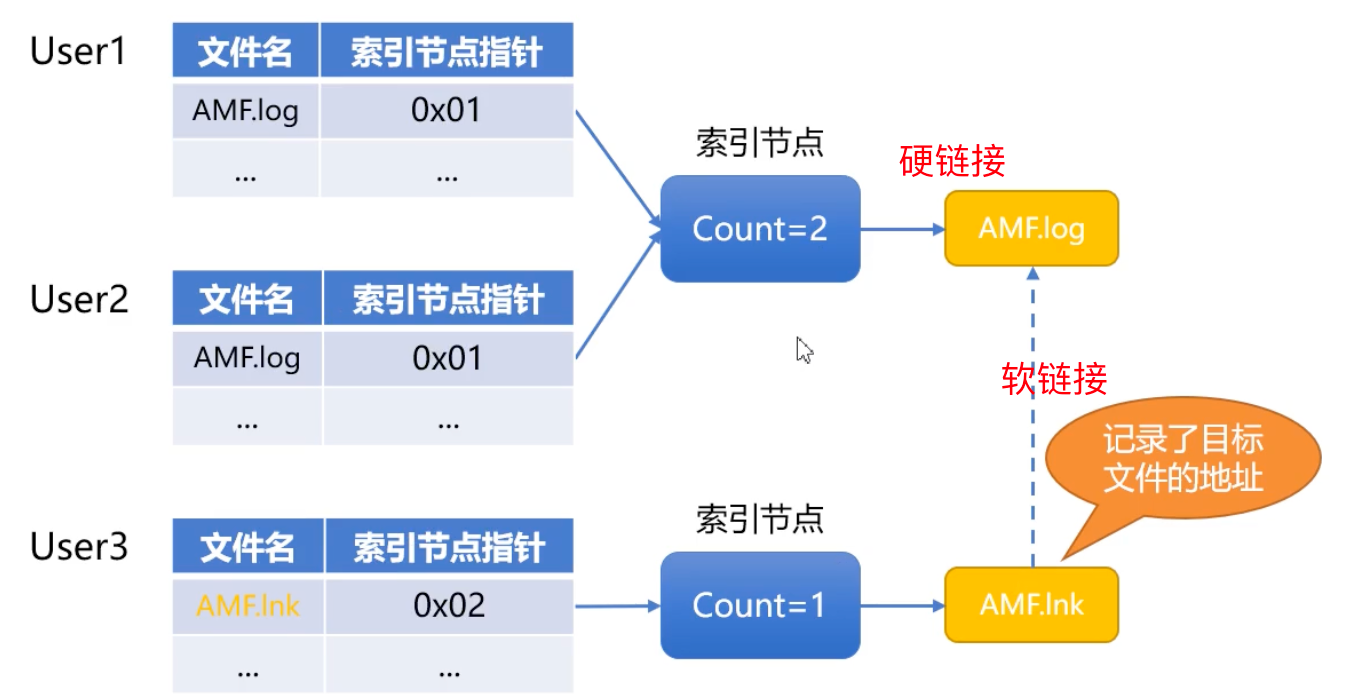 User1
文件名 索引节点指针
AMF.log 0x01
... ...
索引节点
Count=2
硬链接
AMF.log
User2
文件名 索引节点指针
AMF.log 0x01
... ...
软链接
记录了目标
文件的地址
User3
文件名 索引节点指针
AMF.lnk 0x02
... ...
索引节点
Count=1
AMF.lnk